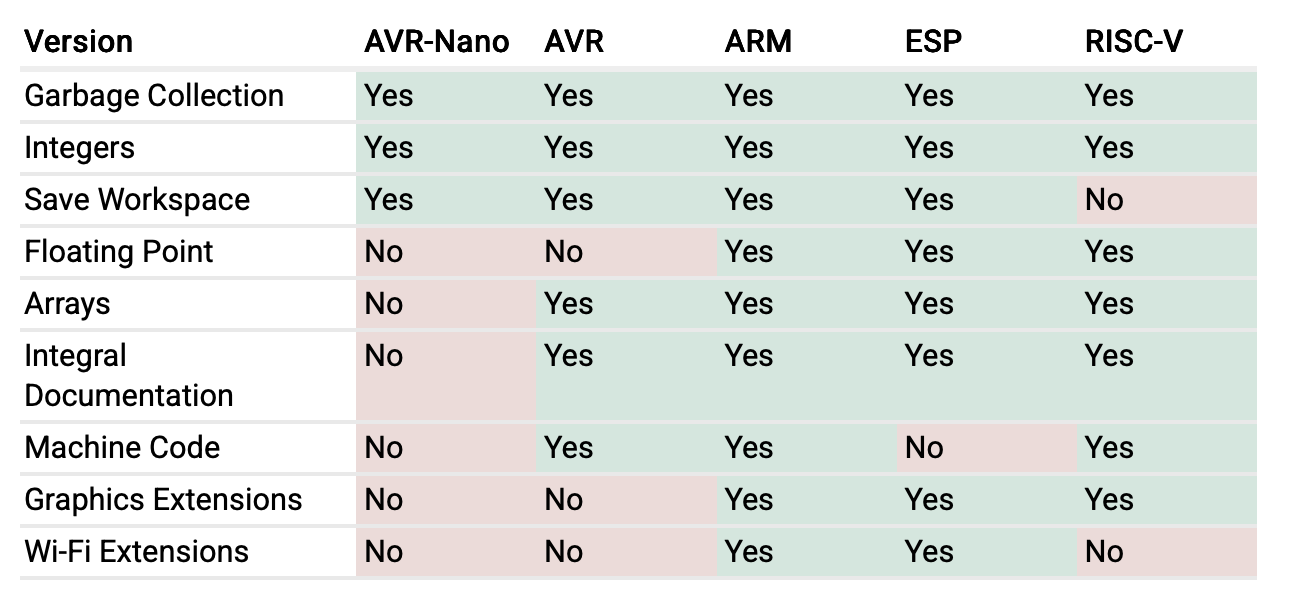 Version AVR-Nano AVR ARM ESP RISC-V
Garbage Collection Yes Yes Yes Yes Yes
Integers Yes Yes Yes Yes Yes
Save Workspace Yes Yes Yes Yes No
Floating Point No No Yes Yes Yes
Arrays No Yes Yes Yes Yes
Integral No Yes Yes Yes Yes
Documentation
Machine Code No Yes Yes No Yes
Graphics Extensions No No Yes Yes Yes
Wi-Fi Extensions No No Yes Yes No